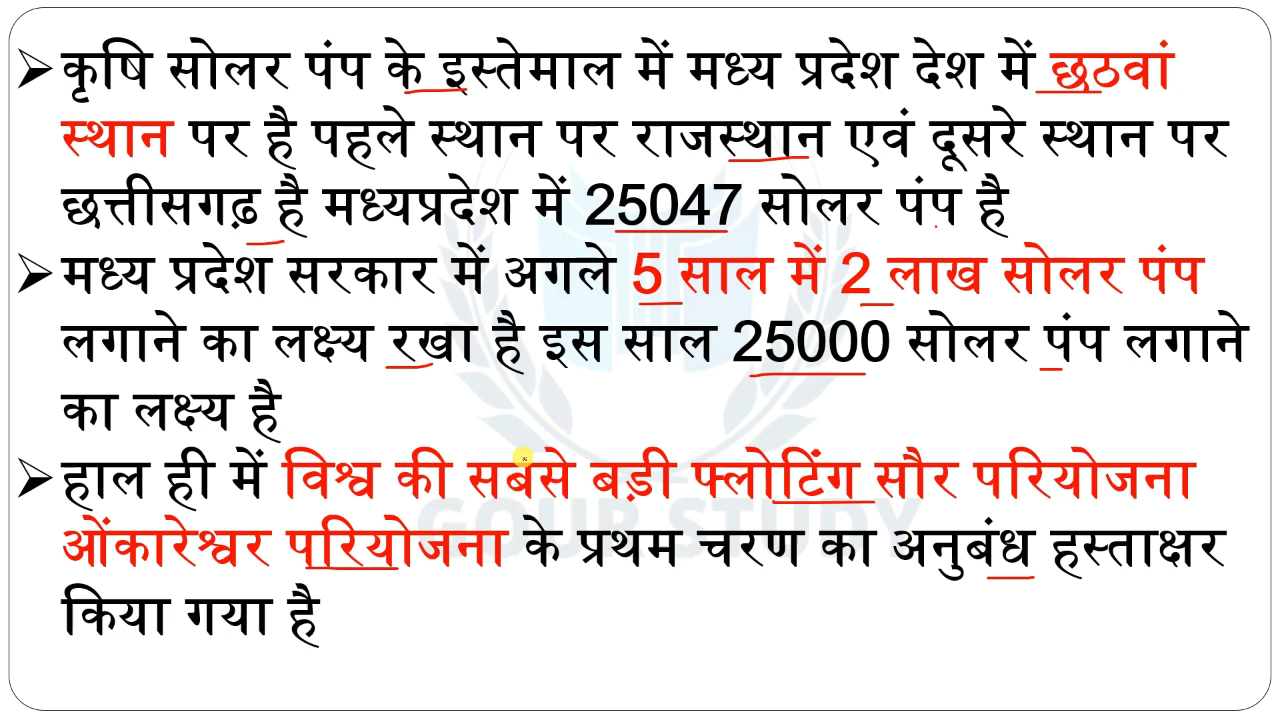 ➢ कृषि सोलर पंप के इस्तेमाल में मध्य प्रदेश देश में छठवां
स्थान पर है पहले स्थान पर राजस्थान एवं दूसरे स्थान पर
छत्तीसगढ़ है मध्यप्रदेश में 25047 सोलर पंप है
➢ मध्य प्रदेश सरकार में अगले 5 साल में 2 लाख सोलर पंप
लगाने का लक्ष्य रखा है इस साल 25000 सोलर पंप लगाने
का लक्ष्य है
➢ हाल ही में विश्व की सबसे बड़ी फ्लोटिंग सौर परियोजना
ओंकारेश्वर परियोजना के प्रथम चरण का अनुबंध हस्ताक्षर
किया गया है
GOUR STUDY